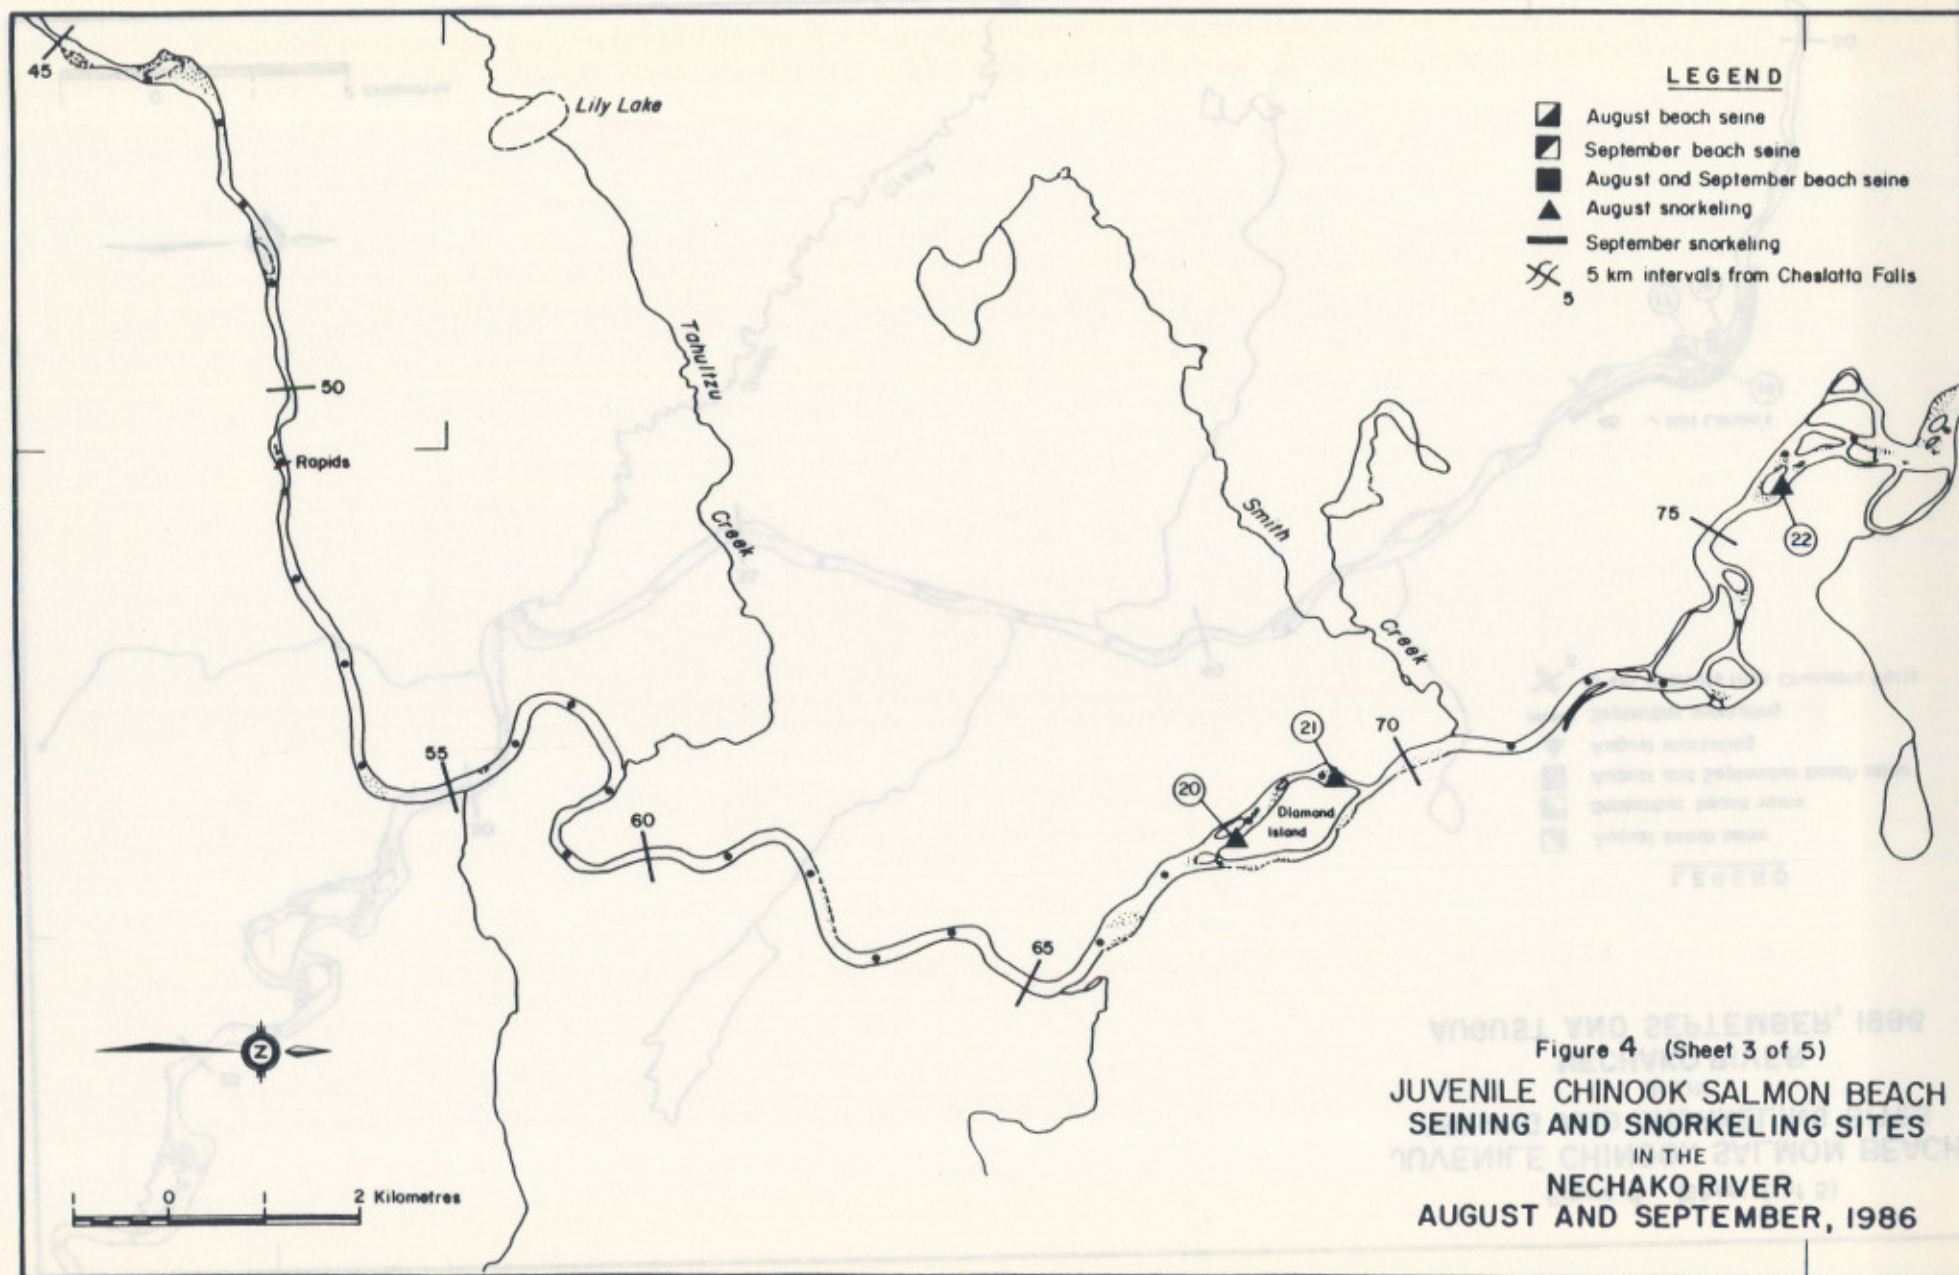 45
Lily Lake
LEGEND
August beach seine
September beach seine
August and September beach seine
August snorkeling
September snorkeling
5 km intervals from Cheslatta Falls
5
Tahultzu
Creek
50
Rapids
Smith
Creek
75
22
55
21
70
20
Diamond
Island
60
65
N
Figure 4 (Sheet 3 of 5)
JUVENILE CHINOOK SALMON BEACH
SEINING AND SNORKELING SITES
IN THE
NECHAKO RIVER
AUGUST AND SEPTEMBER, 1986
1 0 1 2 Kilometres